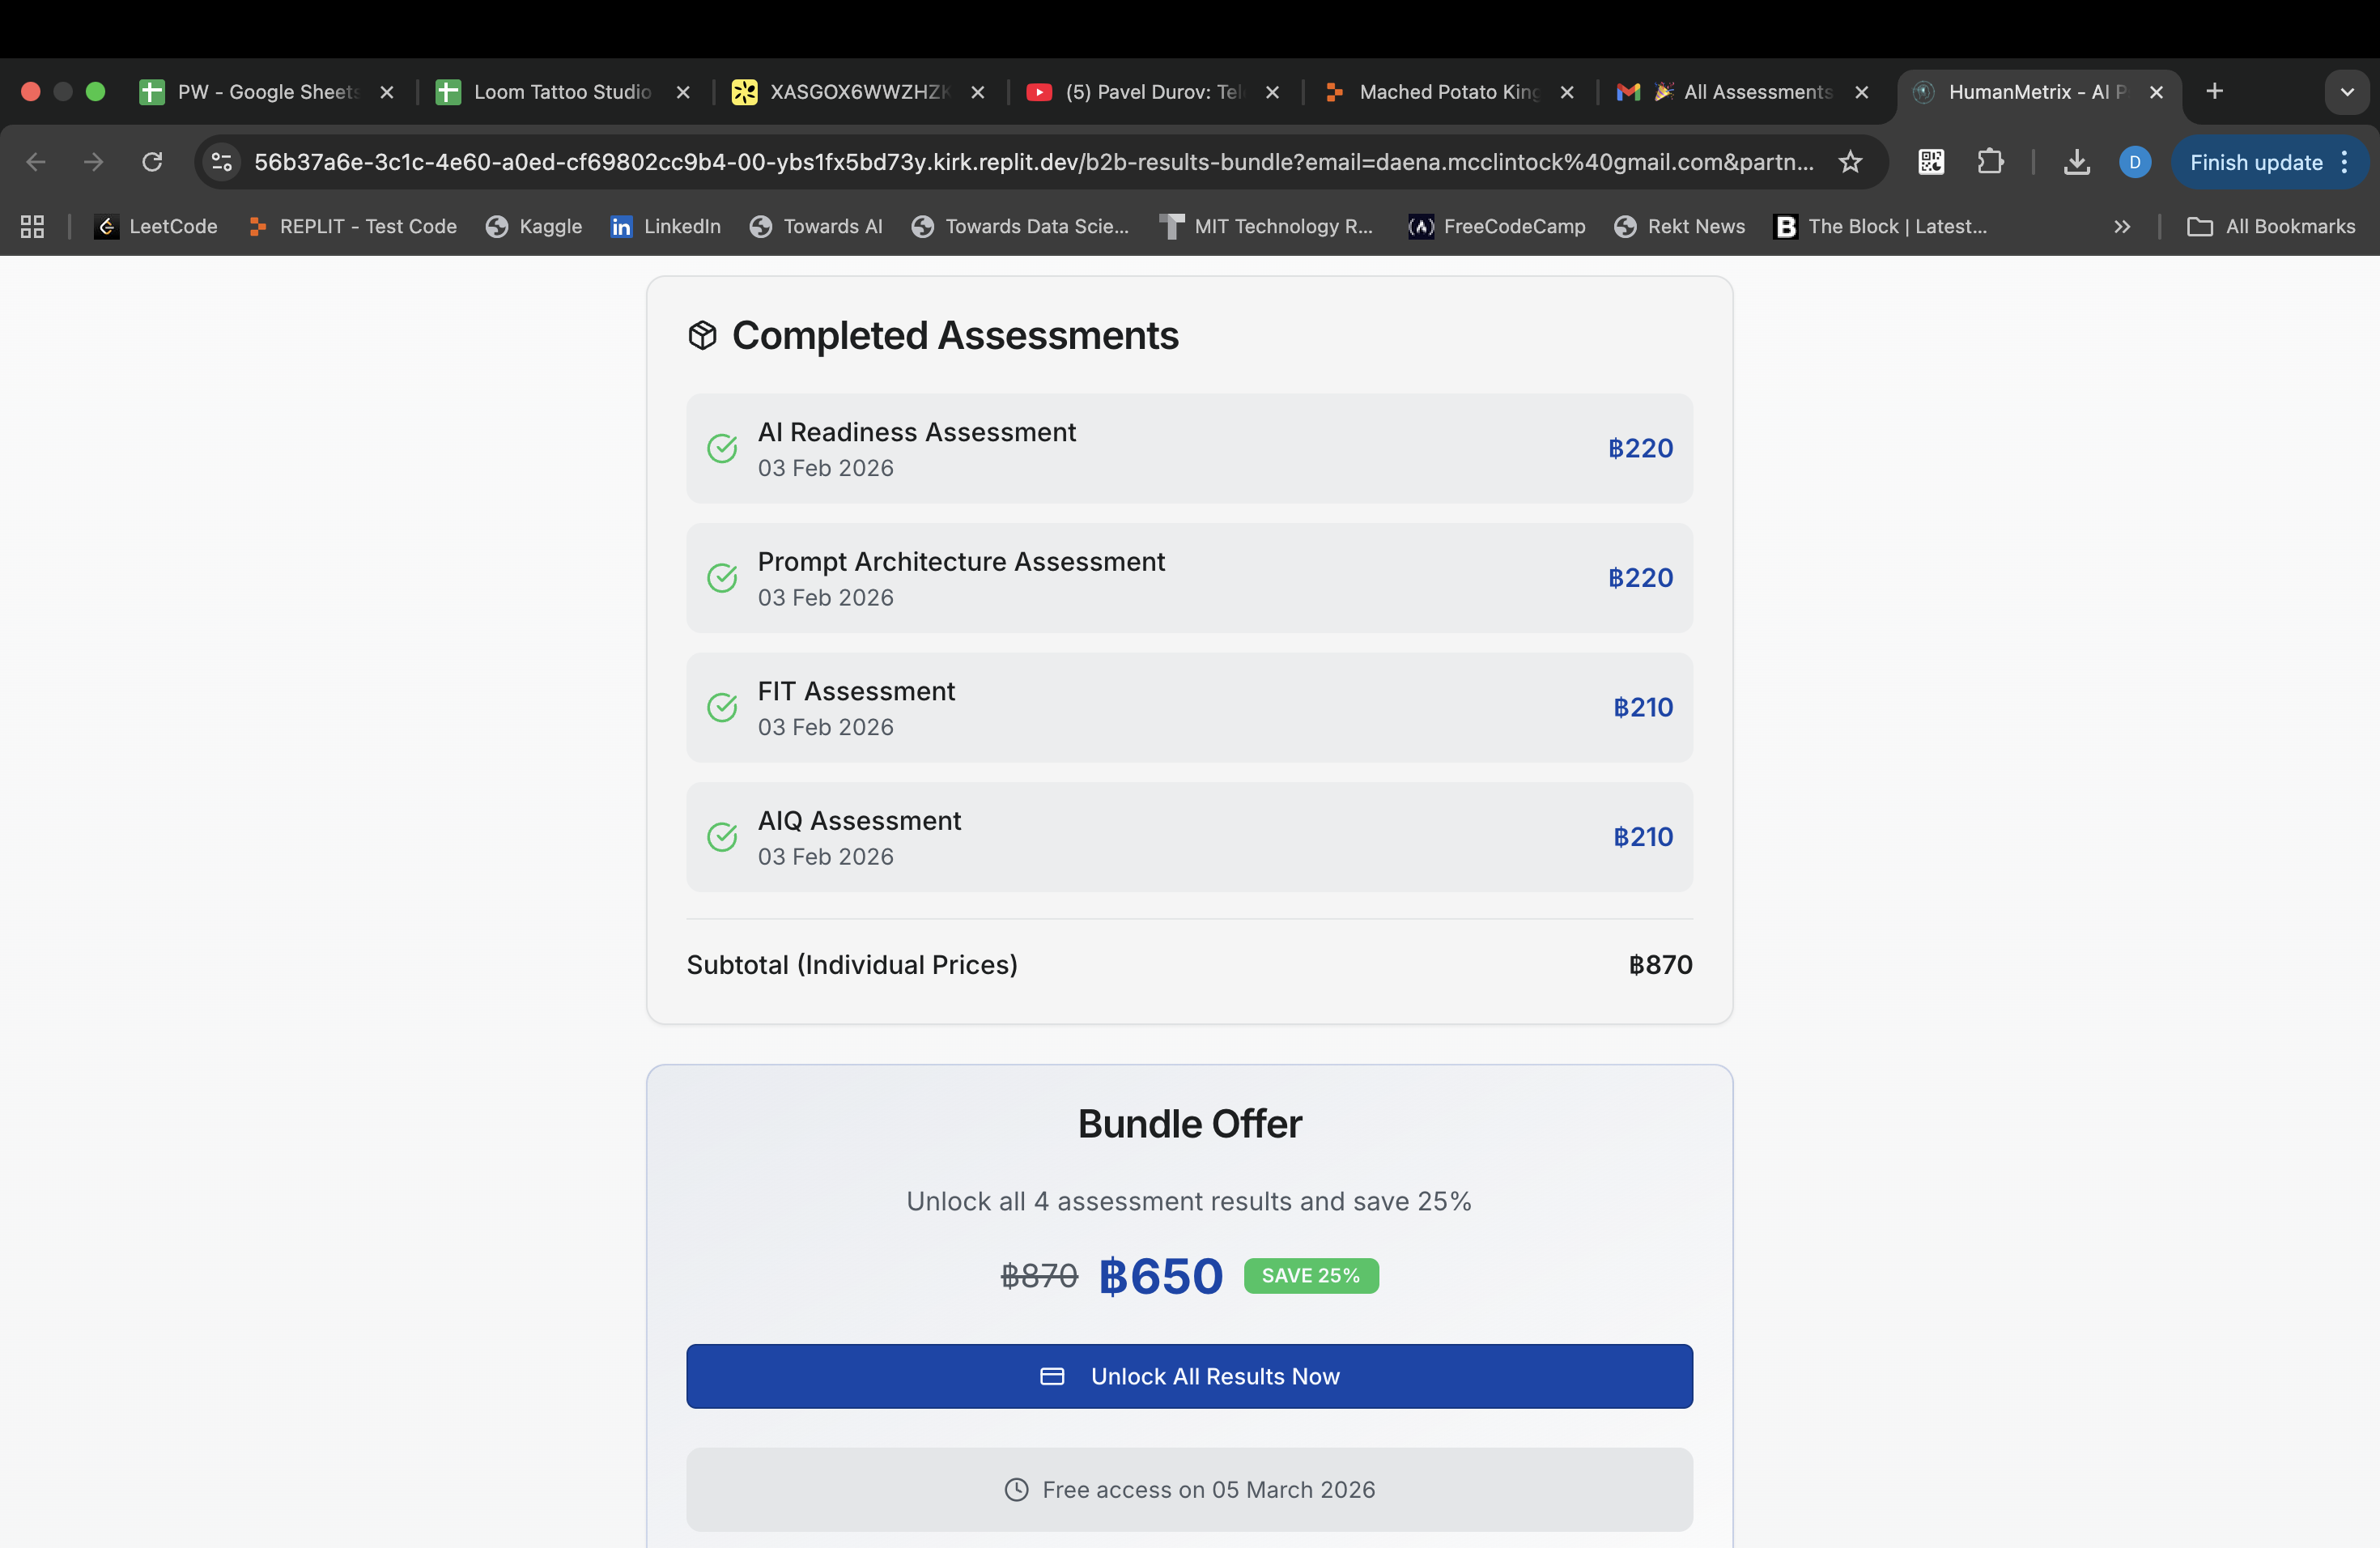 PW - Google Sheets
Loom Tattoo Studio
XASGOX6WWZHZK
(5) Pavel Durov: Tel
Mached Potato King
🎉 All Assessments
HumanMetrix - AI P
56b37a6e-3c1c-4e60-a0ed-cf69802cc9b4-00-ybs1fx5bd73y.kirk.replit.dev/b2b-results-bundle?email=daena.mcclintock%40gmail.com&partn...
D
Finish update
LeetCode
REPLIT - Test Code
Kaggle
LinkedIn
Towards AI
Towards Data Scie...
MIT Technology R...
FreeCodeCamp
Rekt News
The Block | Latest...
All Bookmarks
Completed Assessments
AI Readiness Assessment
03 Feb 2026
฿220
Prompt Architecture Assessment
03 Feb 2026
฿220
FIT Assessment
03 Feb 2026
฿210
AIQ Assessment
03 Feb 2026
฿210
Subtotal (Individual Prices)
฿870
Bundle Offer
Unlock all 4 assessment results and save 25%
฿870 ฿650 SAVE 25%
Unlock All Results Now
Free access on 05 March 2026